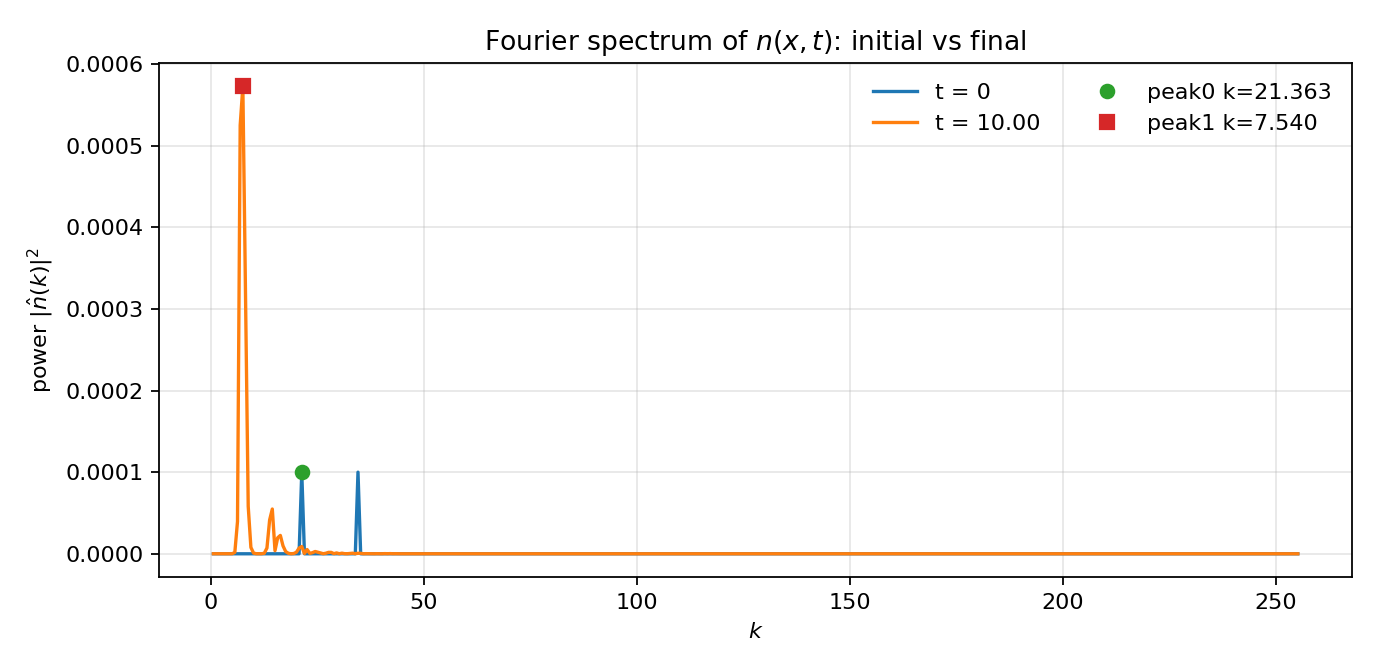 Fourier spectrum of n(x, t): initial vs final
0.0006
0.0005
0.0004
0.0003
0.0002
0.0001
0.0000
power |n̂(k)|²
t = 0
t = 10.00
peak0 k=21.363
peak1 k=7.540
0 50 100 150 200 250
k